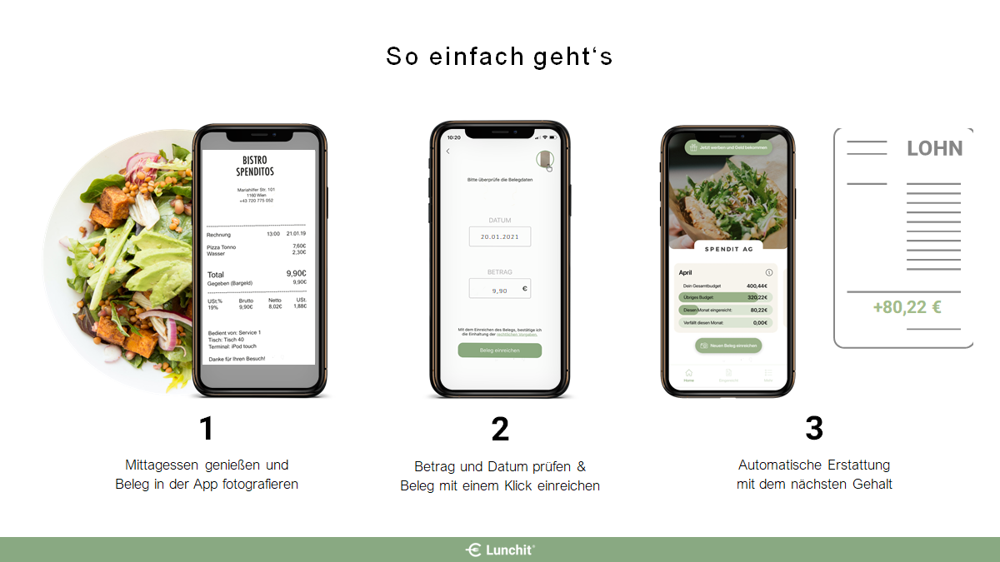 So einfach geht‘s
BISTRO
SPENDITOS
Mariahilfer Str. 101
1160 Wien
+43 720 775 052
Rechnung 13:00 21.01.19
Pizza Tonno 7,60€
Wasser 2,30€
Total 9,90€
Gegeben (Bargeld) 9,90€
USt.% Brutto Netto USt.
19% 9,90€ 8,02€ 1,88€
Bedient von: Service 1
Tisch: Tisch 40
Terminal: iPod touch
Danke für Ihren Besuch!
10:20
Bitte überprüfe die Belegdaten
DATUM
20.01.2021
BETRAG
9,90 €
Mit dem Einreichen des Belegs, bestätige ich
die Einhaltung der rechtlichen Vorgaben.
Beleg einreichen
Jetzt werben und Geld bekommen
SPENDIT AG
April
Dein Gesamtbudget 400,44€
Übriges Budget: 320,22€
Diesen Monat eingereicht: 80,22€
Verfällt diesen Monat: 0,00€
Neuen Beleg einreichen
Home
LOHN
+80,22 €
1
Mittagessen genießen und
Beleg in der App fotografieren
2
Betrag und Datum prüfen &
Beleg mit einem Klick einreichen
3
Automatische Erstattung
mit dem nächsten Gehalt
Lunchit®